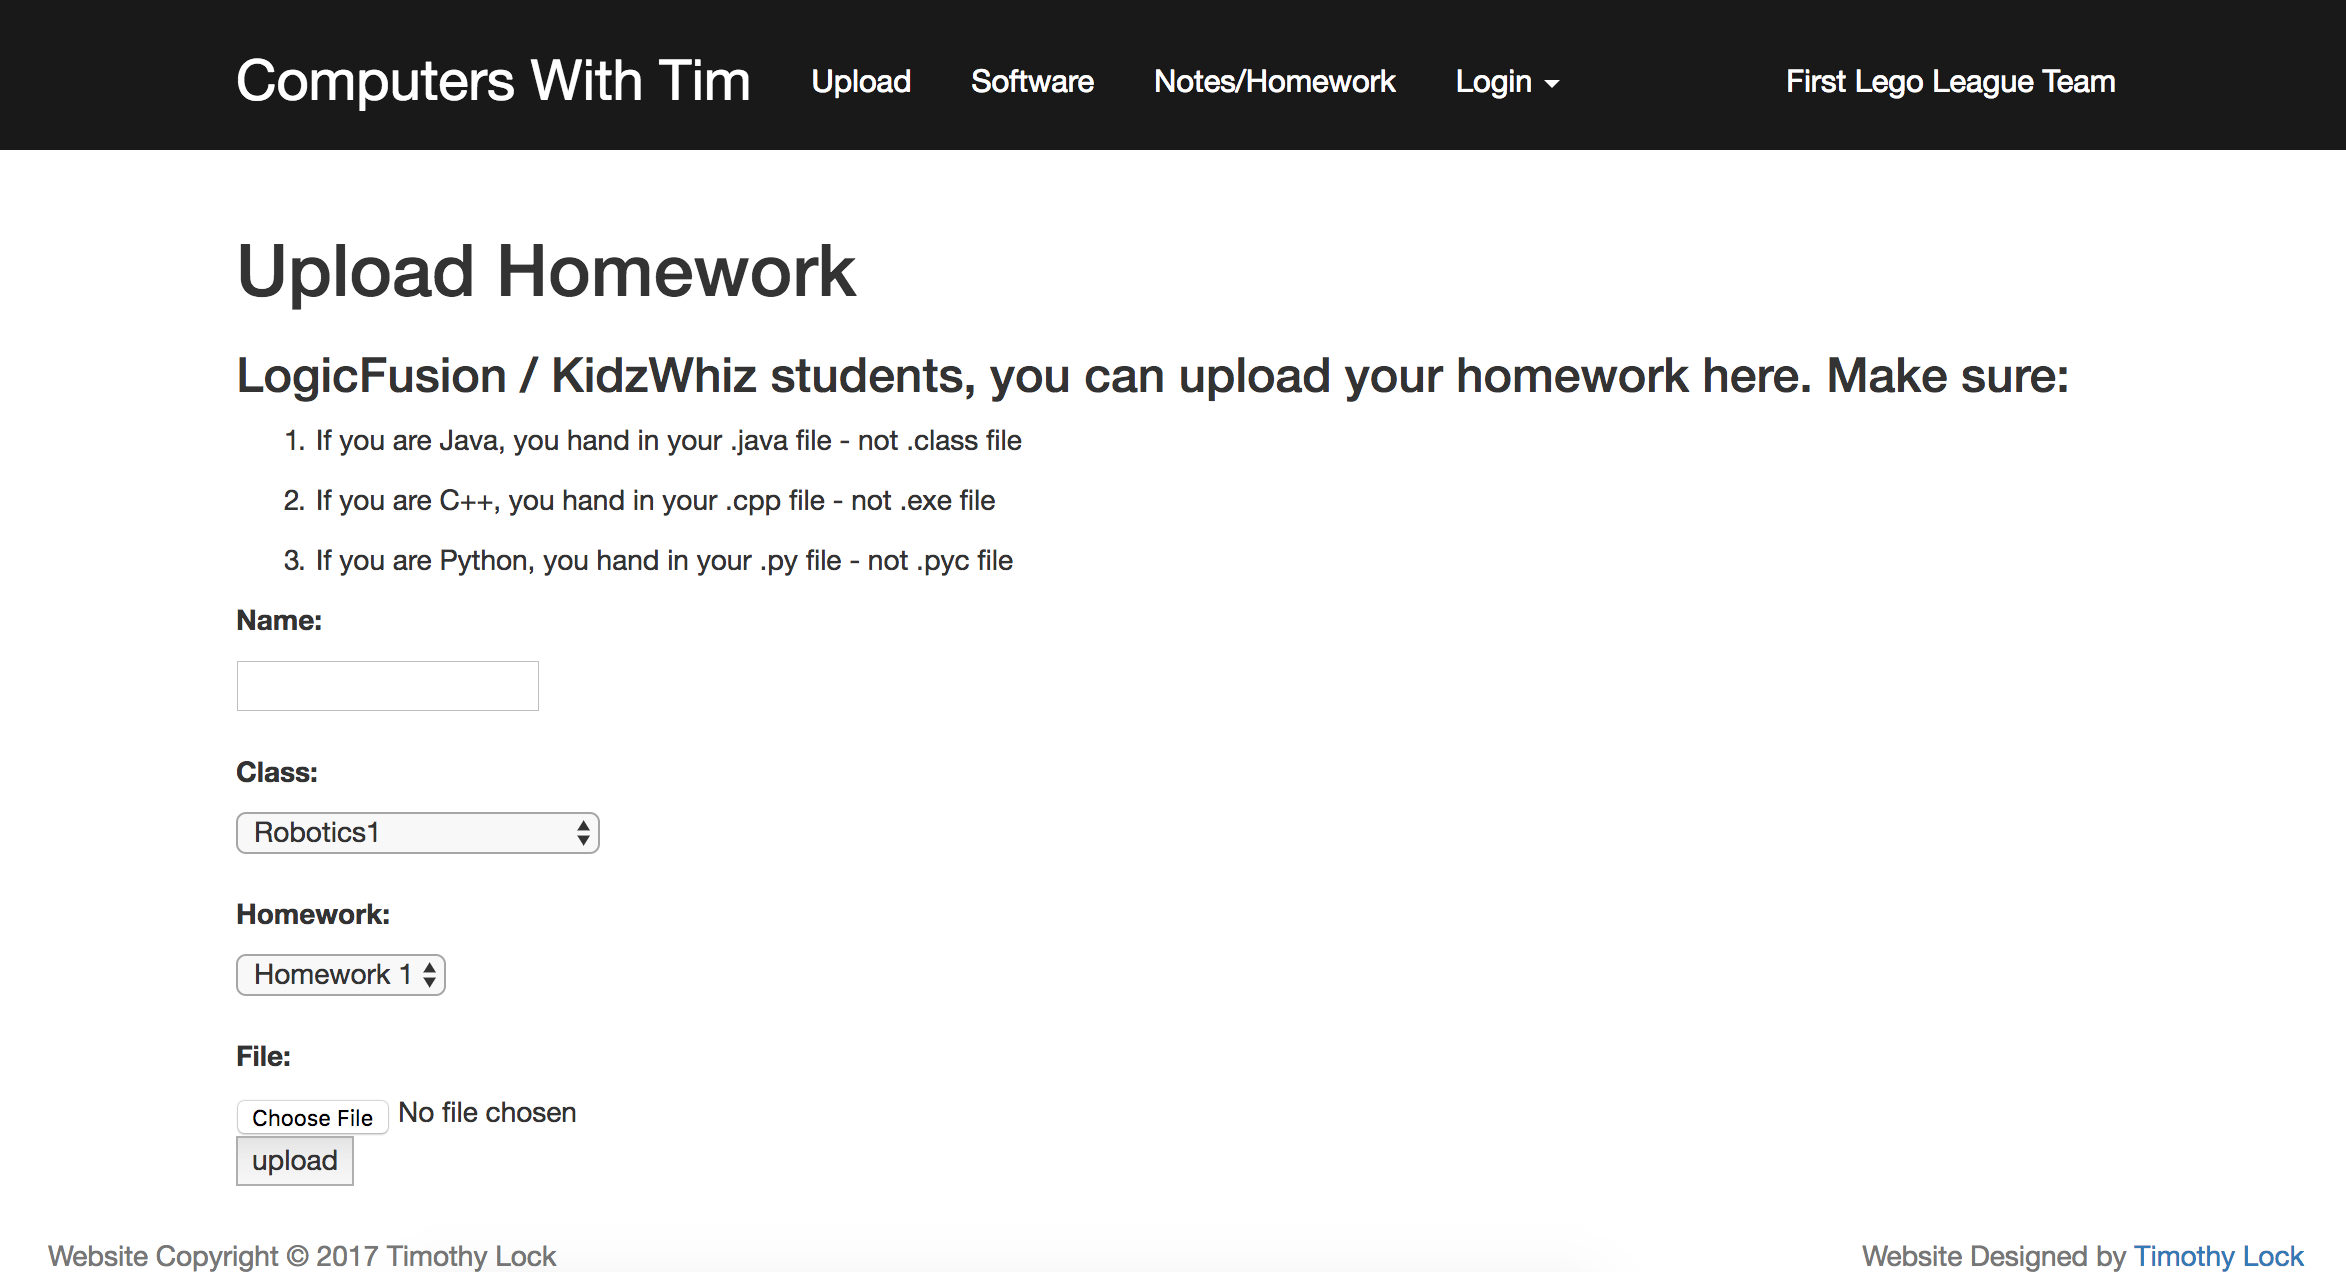 Computers With Tim Upload Software Notes/Homework Login First Lego League Team
Upload Homework
LogicFusion / KidzWhiz students, you can upload your homework here. Make sure:
1. If you are Java, you hand in your .java file - not .class file
2. If you are C++, you hand in your .cpp file - not .exe file
3. If you are Python, you hand in your .py file - not .pyc file
Name:
Class:
Robotics1
Homework:
Homework 1
File:
Choose File No file chosen
upload
Website Copyright © 2017 Timothy Lock Website Designed by Timothy Lock